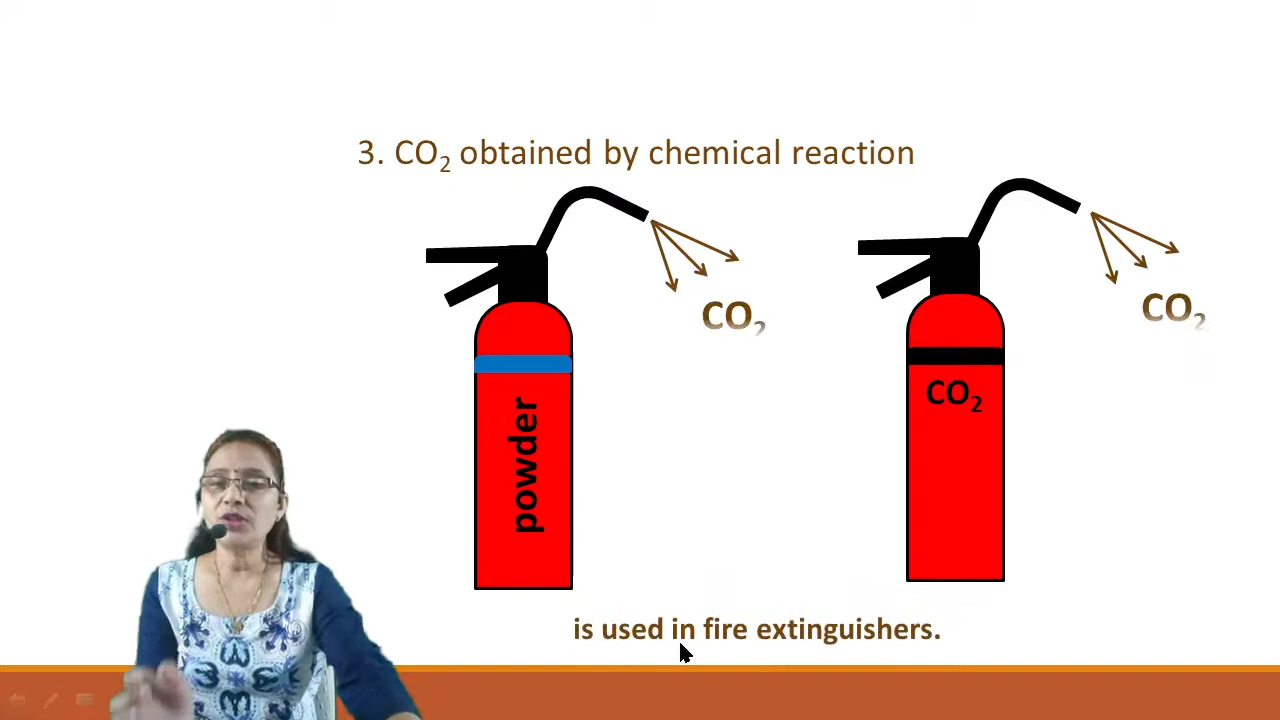 3. CO₂ obtained by chemical reaction
CO₂
CO₂
CO₂
powder
is used in fire extinguishers.